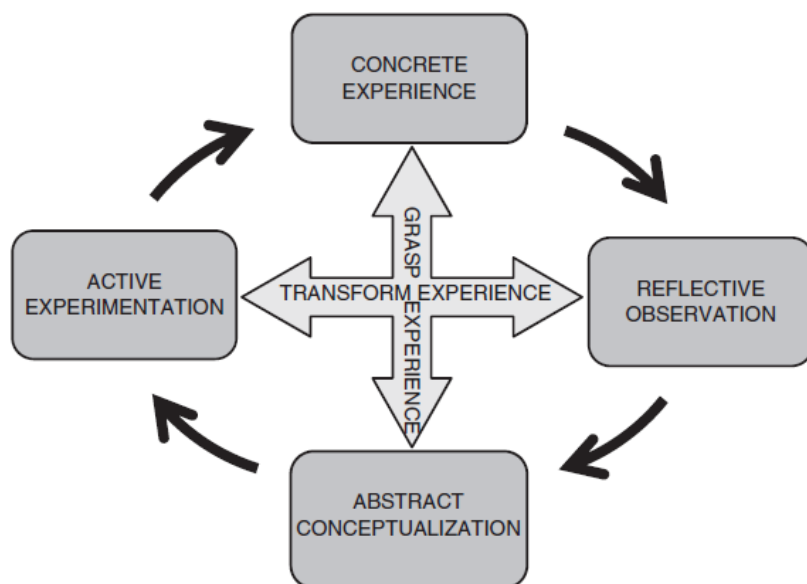 CONCRETE
EXPERIENCE
ACTIVE
EXPERIMENTATION
GRASP EXPERIENCE
TRANSFORM EXPERIENCE
REFLECTIVE
OBSERVATION
ABSTRACT
CONCEPTUALIZATION